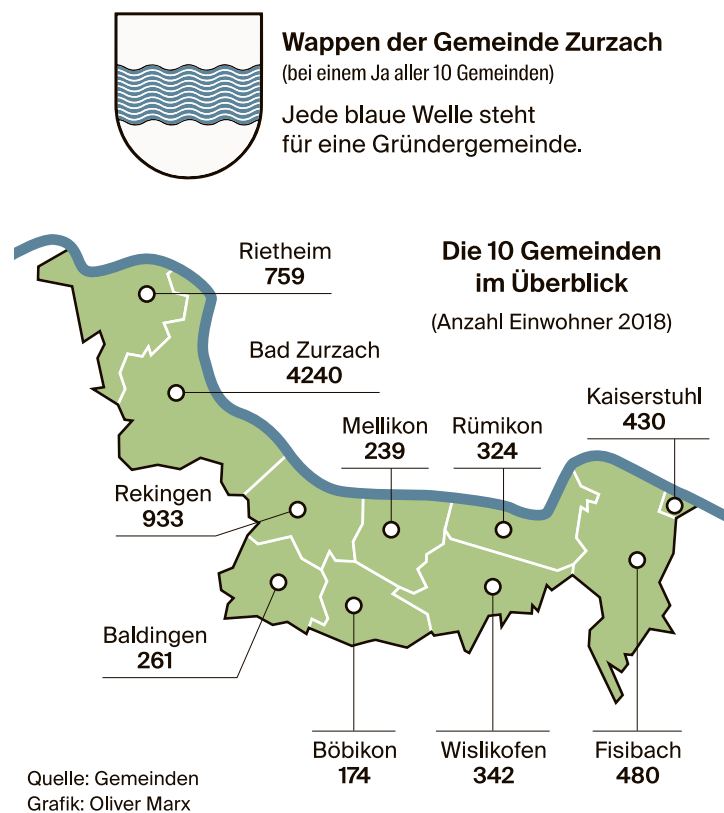 Wappen der Gemeinde Zurzach
(bei einem Ja aller 10 Gemeinden)
Jede blaue Welle steht
für eine Gründergemeinde.
Die 10 Gemeinden
im Überblick
(Anzahl Einwohner 2018)
Rietheim
759
Bad Zurzach
4240
Kaiserstuhl
430
Mellikon
239
Rümikon
324
Rekingen
933
Baldingen
261
Böbikon
174
Wislikofen
342
Fisibach
480
Quelle: Gemeinden
Grafik: Oliver Marx